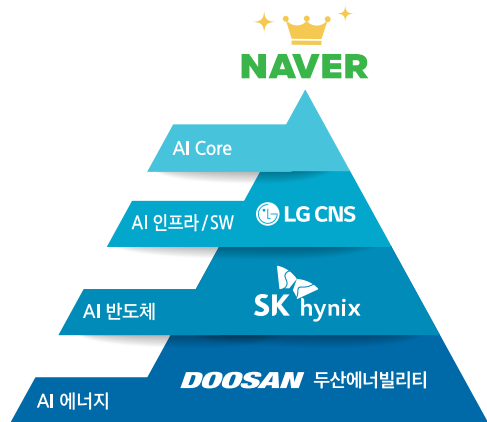 NAVER
AI Core
AI 인프라/SW
LG CNS
AI 반도체
SK hynix
DOOSAN 두산에너빌리티
AI 에너지